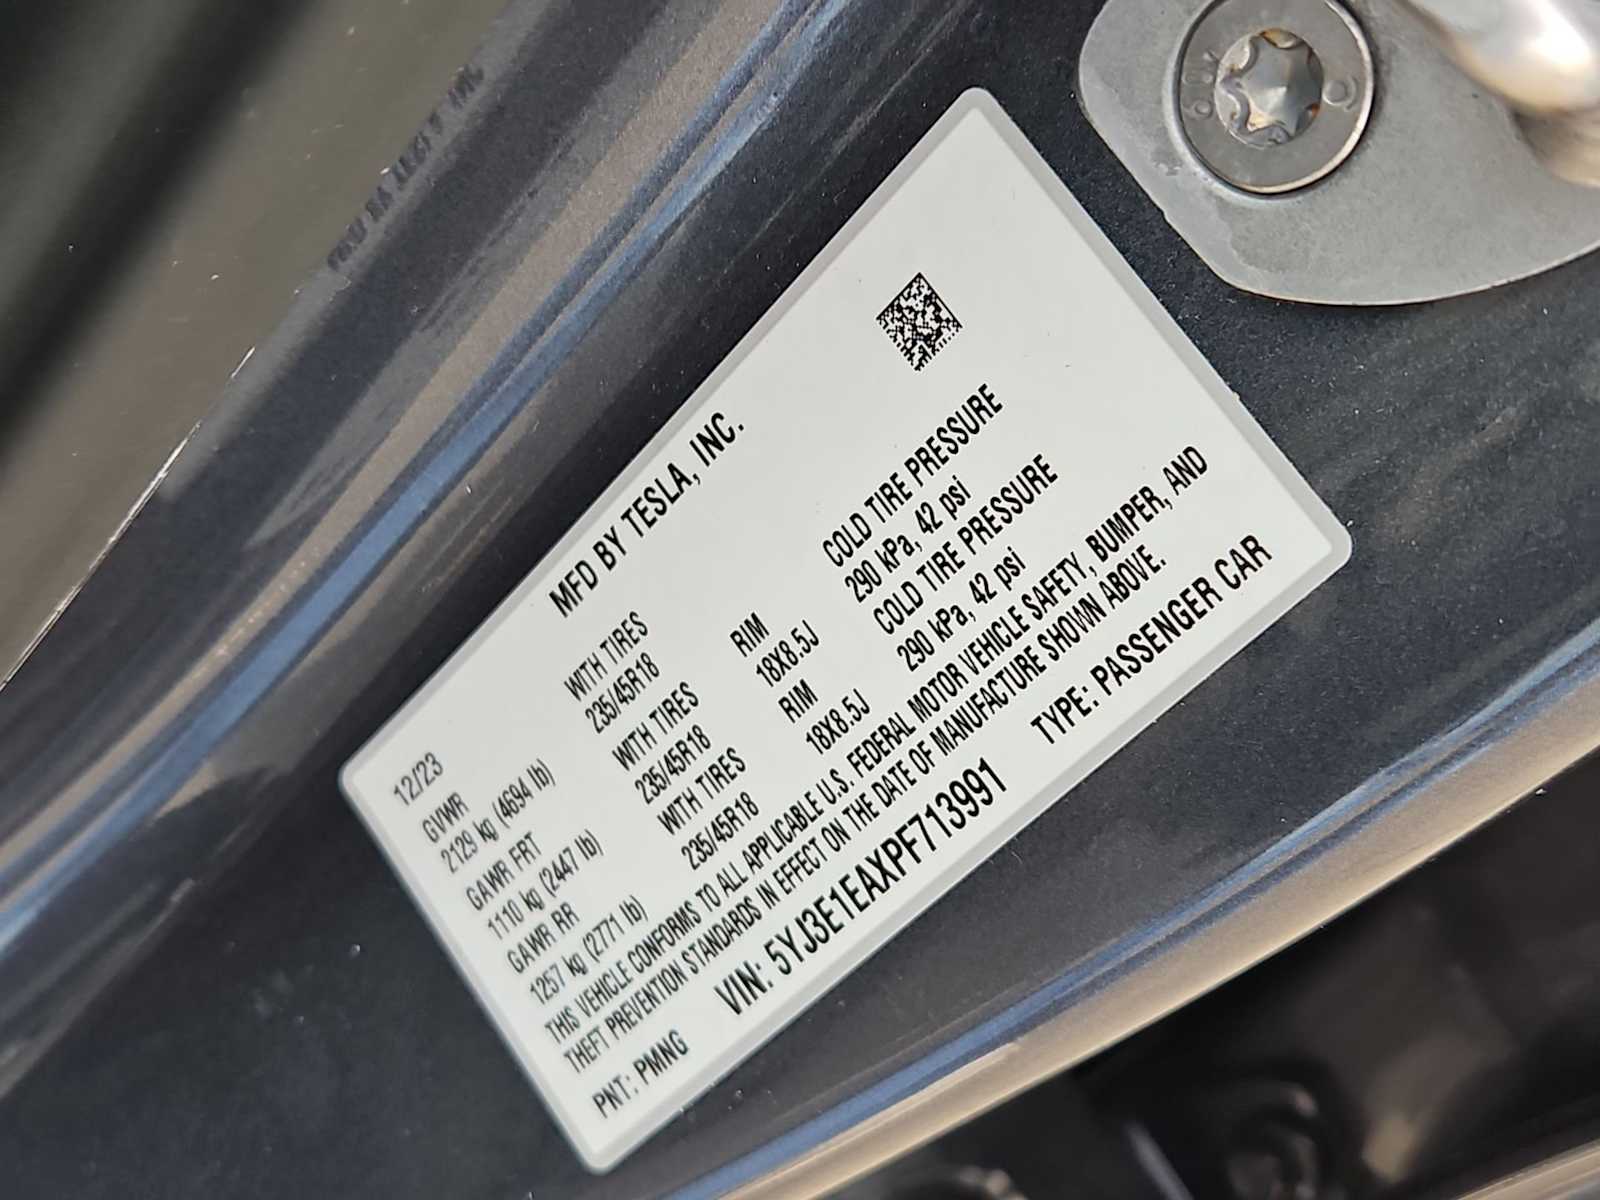 MFD BY TESLA, INC.
12/23
GVWR WITH TIRES RIM COLD TIRE PRESSURE
2129 kg (4694 lb) 235/45R18 18X8.5J 290 kPa, 42 psi
GAWR FRT WITH TIRES RIM COLD TIRE PRESSURE
1110 kg (2447 lb) 235/45R18 18X8.5J 290 kPa, 42 psi
GAWR RR WITH TIRES
1257 kg (2771 lb) 235/45R18
THIS VEHICLE CONFORMS TO ALL APPLICABLE U.S. FEDERAL MOTOR VEHICLE SAFETY, BUMPER, AND
THEFT PREVENTION STANDARDS IN EFFECT ON THE DATE OF MANUFACTURE SHOWN ABOVE.
PNT: PMNG VIN: 5YJ3E1EAXPF713991 TYPE: PASSENGER CAR